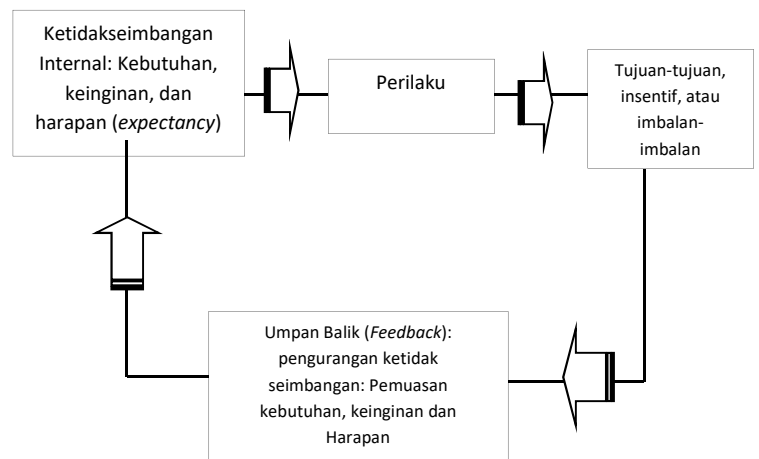 Ketidakseimbangan
Internal: Kebutuhan,
keinginan, dan
harapan (expectancy)
Perilaku
Tujuan-tujuan,
insentif, atau
imbalan-
imbalan
Umpan Balik (Feedback):
pengurangan ketidak
seimbangan: Pemuasan
kebutuhan, keinginan dan
Harapan